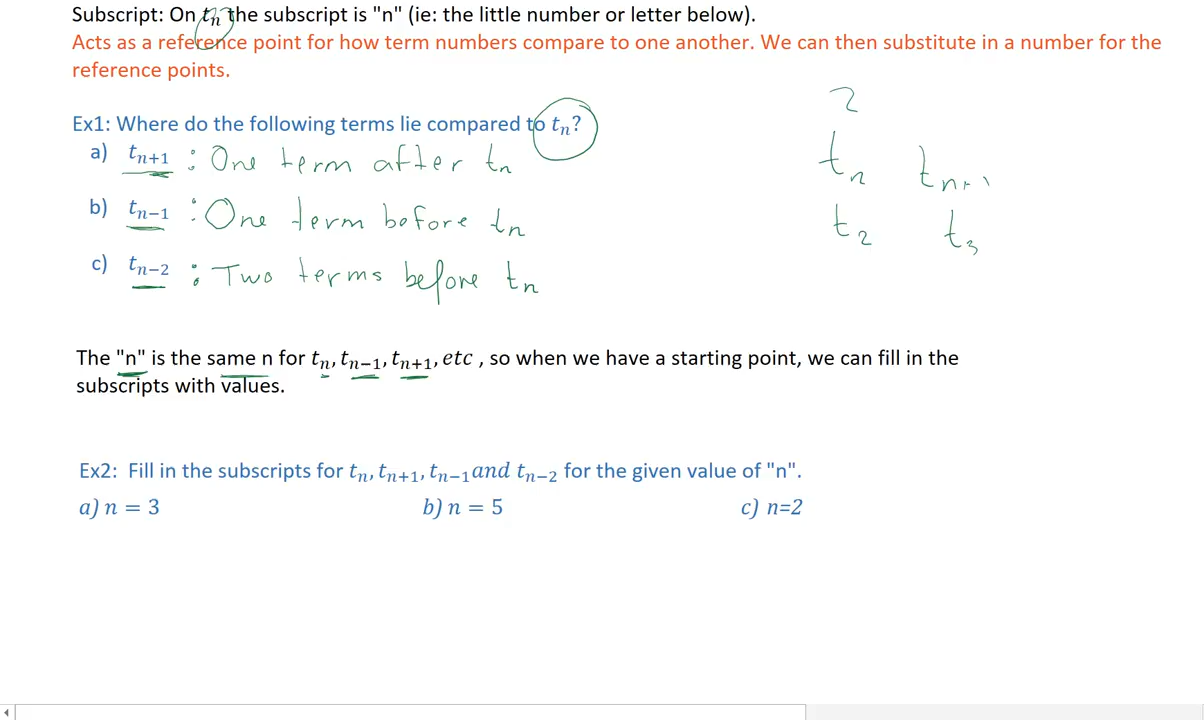 Subscript: On tₙ the subscript is "n" (ie: the little number or letter below).
Acts as a reference point for how term numbers compare to one another. We can then substitute in a number for the
reference points.
Ex1: Where do the following terms lie compared to tₙ?
a) tₙ₊₁ : One term after tₙ
b) tₙ₋₁ : One term before tₙ
c) tₙ₋₂ : Two terms before tₙ
2
tₙ tₙ₊₁
t₂ t₃
The "n" is the same n for tₙ, tₙ₋₁, tₙ₊₁, etc , so when we have a starting point, we can fill in the
subscripts with values.
Ex2: Fill in the subscripts for tₙ, tₙ₊₁, tₙ₋₁ and tₙ₋₂ for the given value of "n".
a) n = 3 b) n = 5 c) n=2